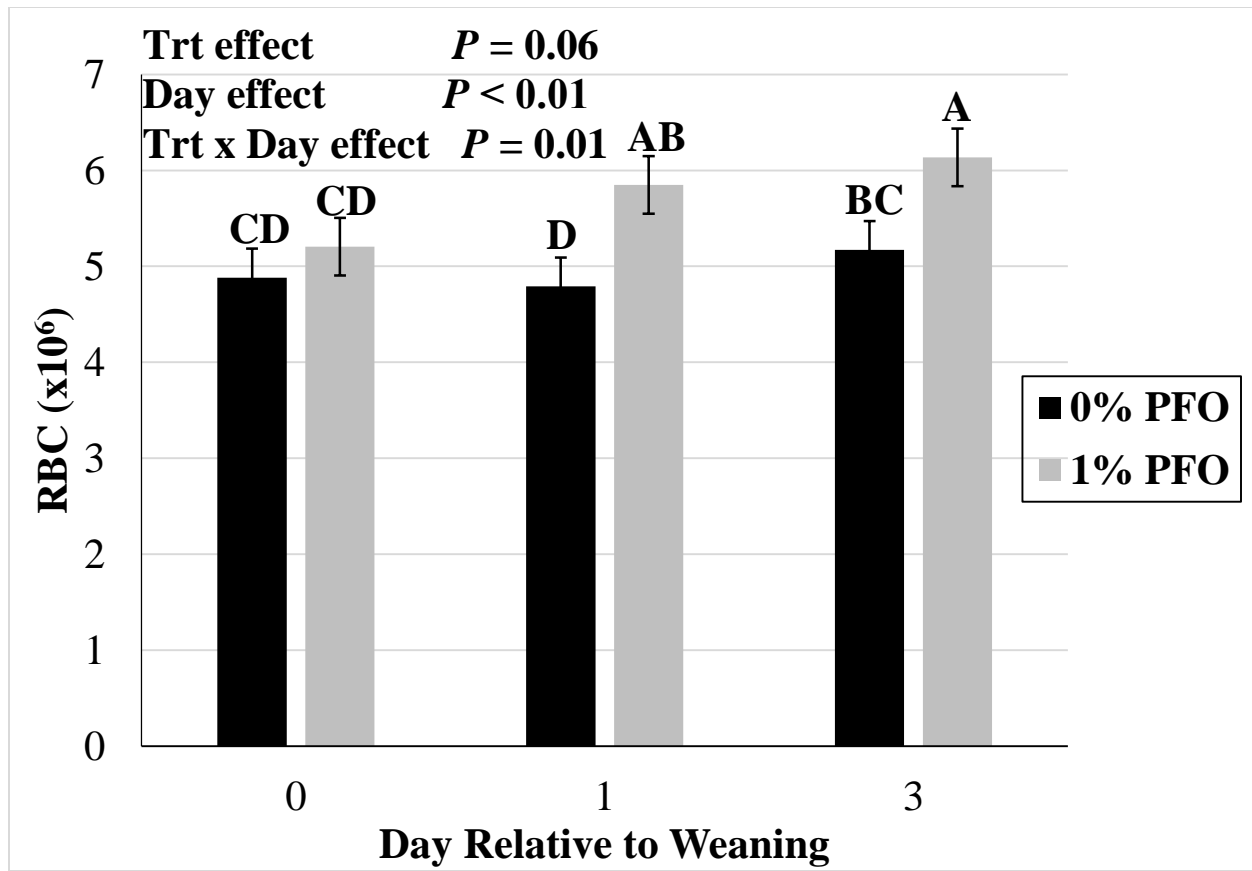 Trt effect P = 0.06
Day effect P < 0.01
Trt x Day effect P = 0.01
7
6
5
4
3
2
1
0
RBC (x10⁶)
CD
CD
D
AB
BC
A
0% PFO
1% PFO
0 1 3
Day Relative to Weaning